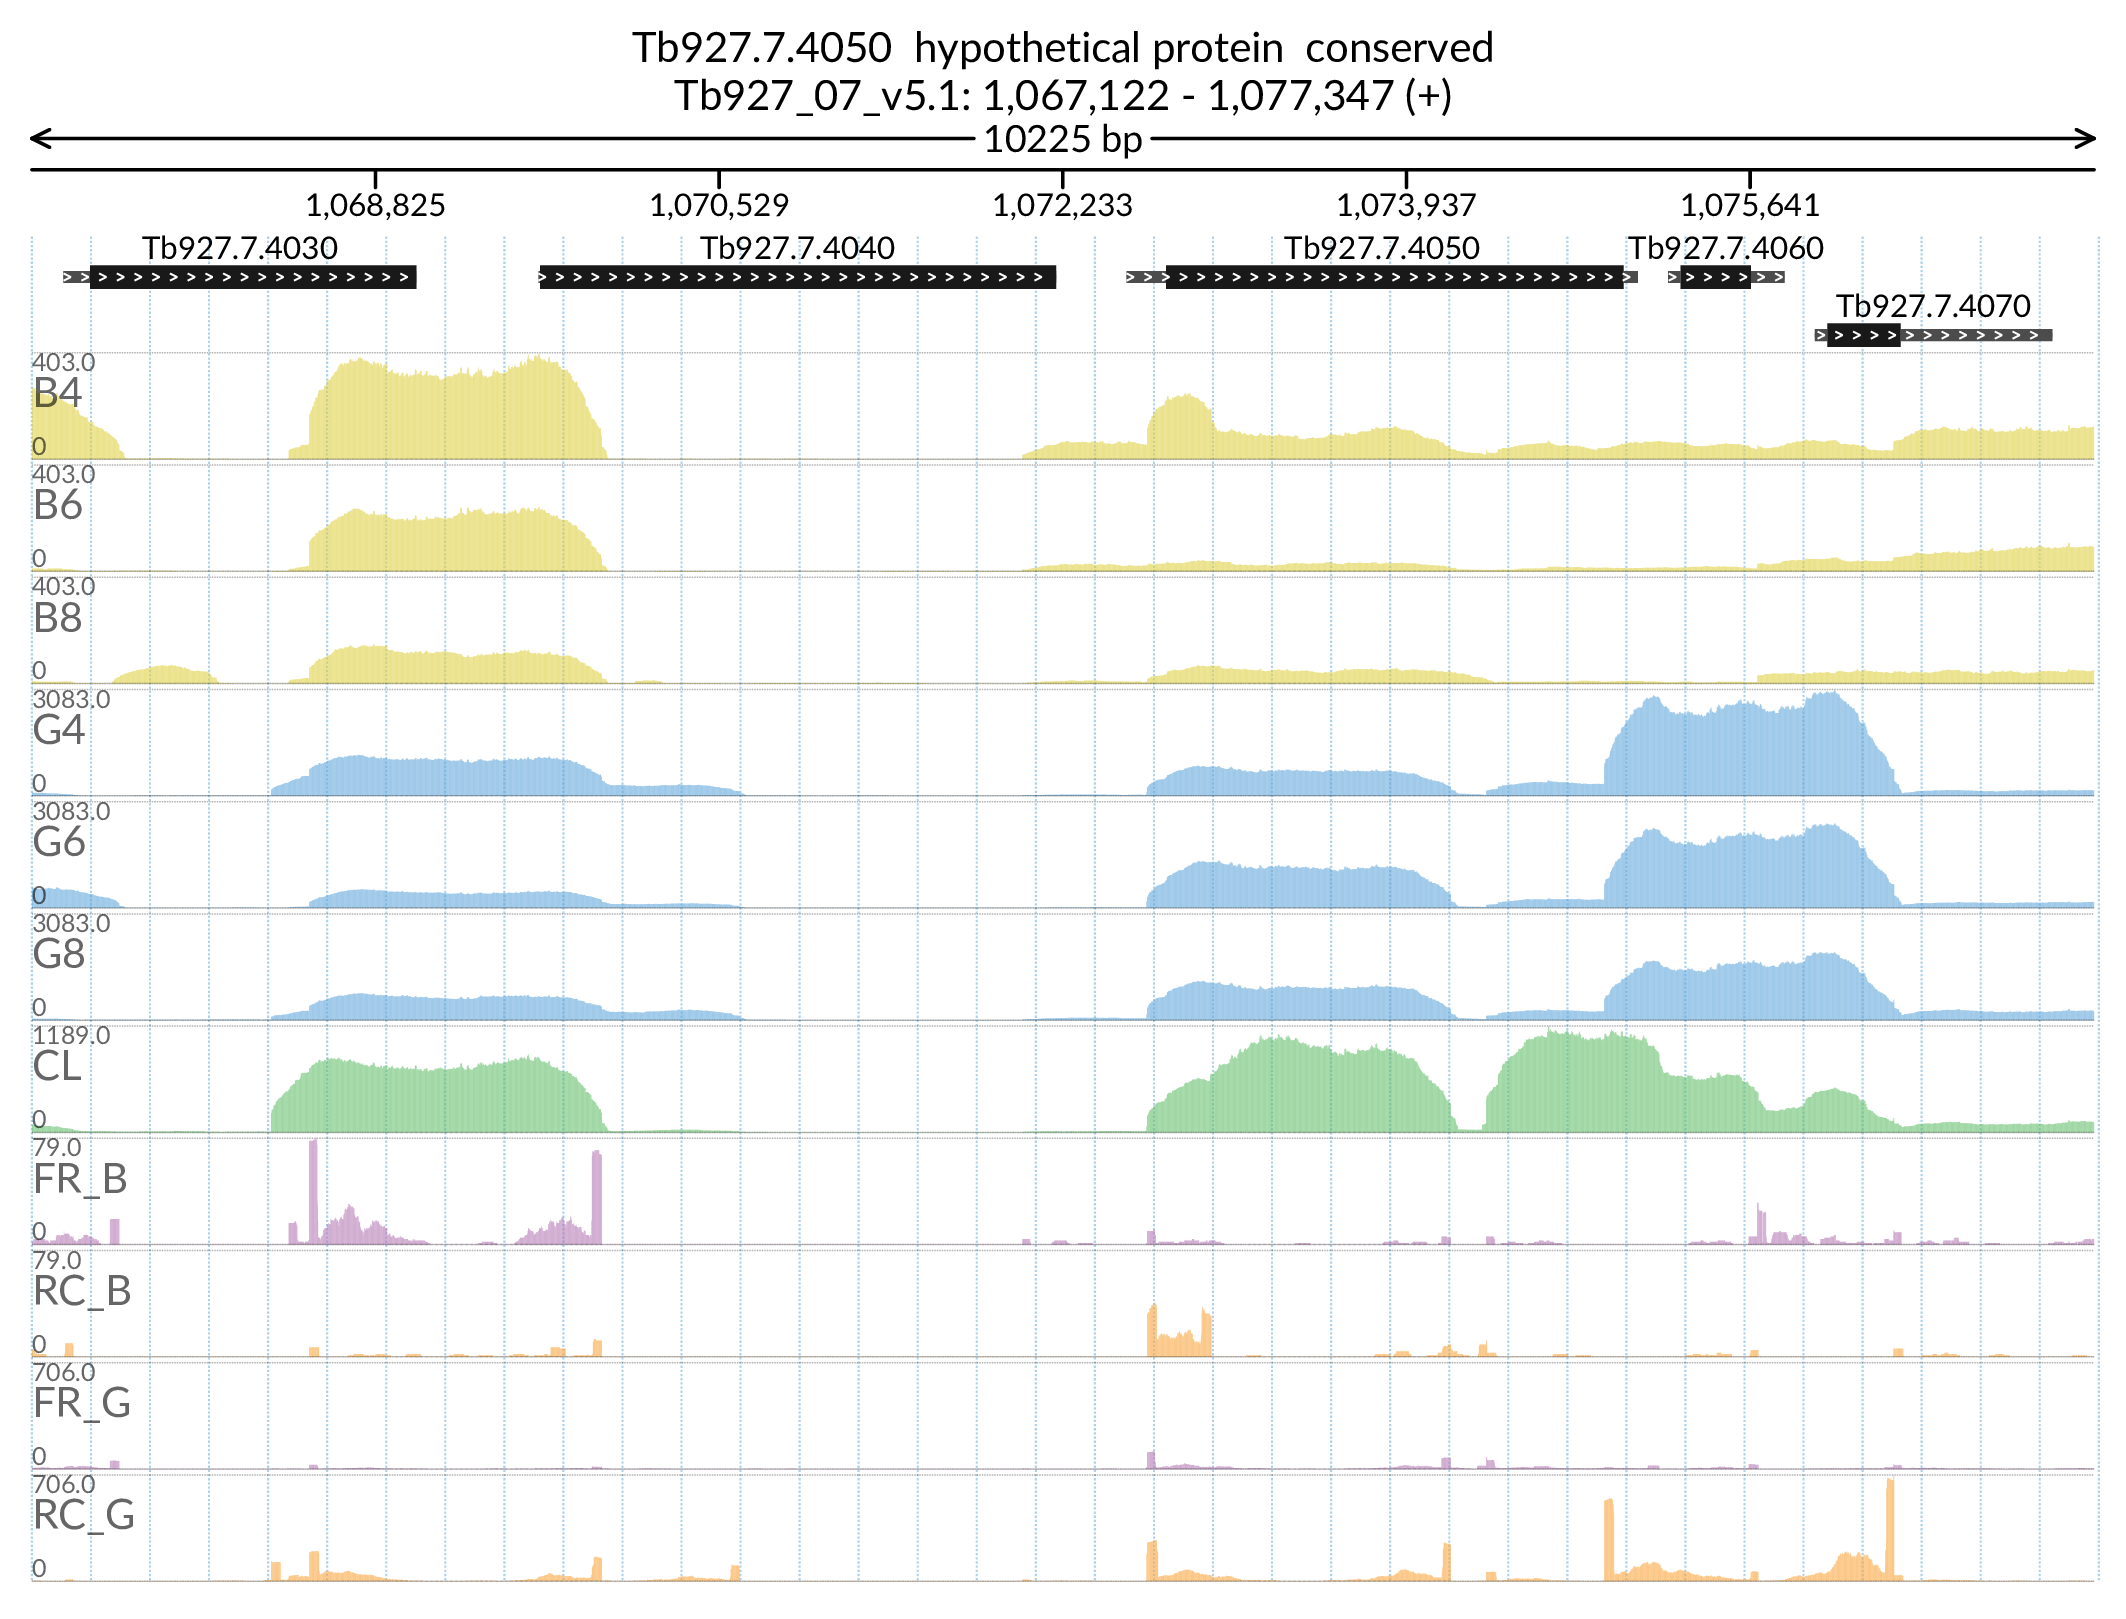 Tb927.7.4050 hypothetical protein conserved
Tb927_07_v5.1: 1,067,122 - 1,077,347 (+)
10225 bp
1,068,825 1,070,529 1,072,233 1,073,937 1,075,641
Tb927.7.4030 Tb927.7.4040 Tb927.7.4050 Tb927.7.4060
Tb927.7.4070
403.0
B4
0
403.0
B6
0
403.0
B8
0
3083.0
G4
0
3083.0
G6
0
3083.0
G8
0
1189.0
CL
0
79.0
FR_B
0
79.0
RC_B
0
706.0
FR_G
0
706.0
RC_G
0